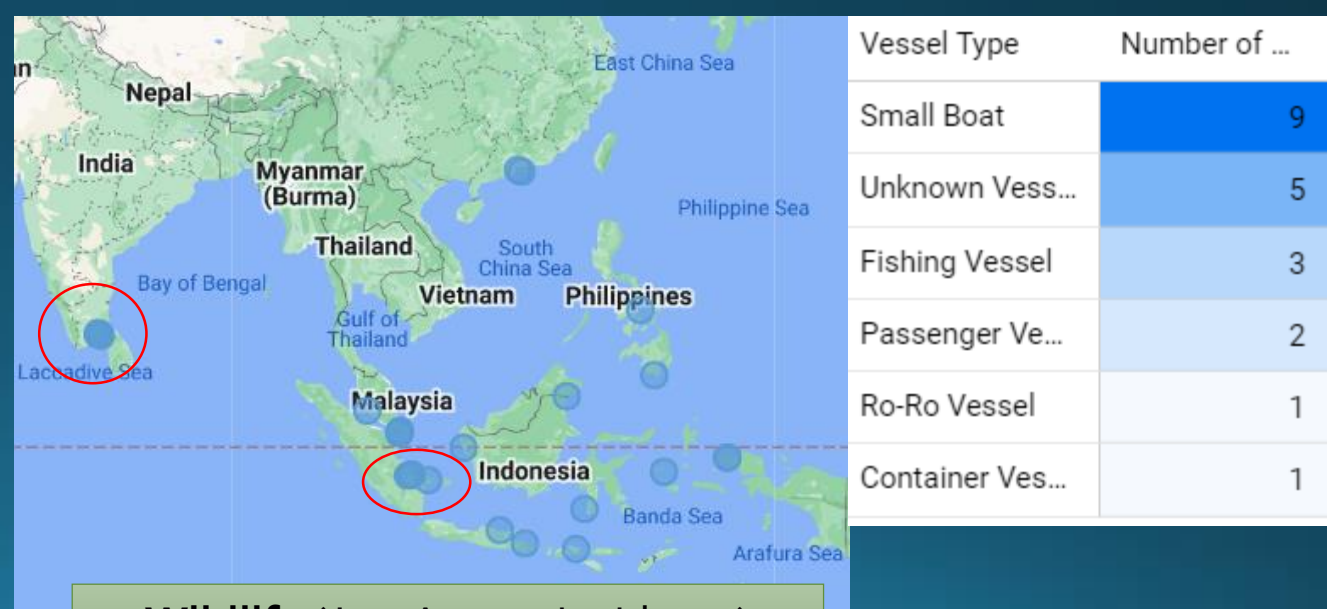 East China Sea
n
Nepal
India
Myanmar
(Burma)
Philippine Sea
Thailand
South
China Sea
Bay of Bengal
Vietnam
Philippines
Gulf of
Thailand
Laccadive Sea
Malaysia
Indonesia
Banda Sea
Arafura Sea
Vessel Type Number of ...
Small Boat 9
Unknown Vess... 5
Fishing Vessel 3
Passenger Ve... 2
Ro-Ro Vessel 1
Container Ves... 1